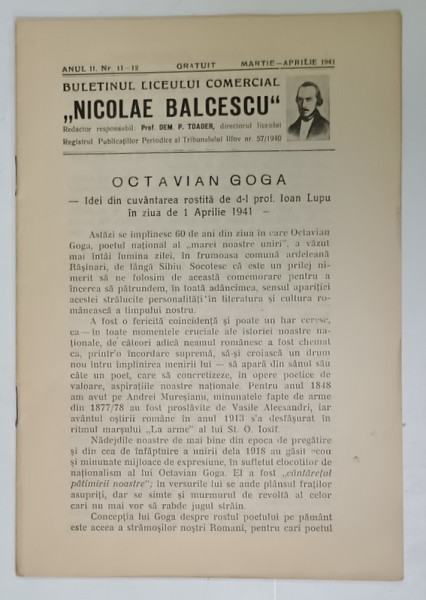 ANUL II. Nr. 11—12 GRATUIT MARTIE—APRILIE 1941
BULETINUL LICEULUI COMERCIAL
„NICOLAE BALCESCU“
Redactor responsabil: Prof. DEM. P. TOADER, directorul liceului
Registrul Publicațiilor Periodice al Tribunalului Ilfov nr. 57/1940
OCTAVIAN GOGA
— Idei din cuvântarea rostită de d-l prof. Ioan Lupu
în ziua de 1 Aprilie 1941 —
Astăzi se împlinesc 60 de ani din ziua în care Octavian
Goga, poetul național al „marei noastre uniri“, a văzut
mai întâi lumina zilei, în frumoasa comună ardeleană
Rășinari, de lângă Sibiu. Socotesc că este un prilej ni-
merit să ne folosim de această comemorare pentru a
încerca să pătrundem, în toată adâncimea, sensul apariției
acestei strălucite personalități în literatura și cultura ro-
mânească a timpului nostru.
A fost o fericită coincidență și poate un har ceresc,
ca—în toate momentele cruciale ale istoriei noastre na-
ționale, de câteori adică neamul românesc a fost chemat
ca, printr'o încordare supremă, să-și croiască un drum
nou întru împlinirea menirii lui — să apară din sânul său
câte un poet, care să concretizeze, în opere poetice de
valoare, aspirațiile noastre naționale. Pentru anul 1848
am avut pe Andrei Mureșianu, minunatele fapte de arme
din 1877/78 au fost proslăvite de Vasile Alecsandri, iar
avântul oștirii române în anul 1913 s'a desfășurat în
ritmul marșului „La arme“ al lui St. O. Iosif.
Nădejdile noastre de mai bine din epoca de pregătire
și din cea de înfăptuire a unirii dela 1918 au găsit ecou
și minunate mijloace de expresiune, în sufletul clocotitor de
naționalism al lui Octavian Goga. El a fost „cântărețul
pătimirii noastre“; în versurile lui se aude plânsul fraților
asupriți, dar se simte și murmurul de revoltă al celor
cari nu mai vor să rabde jugul străin.
Concepția lui Goga despre rostul poetului pe pământ
este aceea a strămoșilor noștri Romani, pentru cari poetul